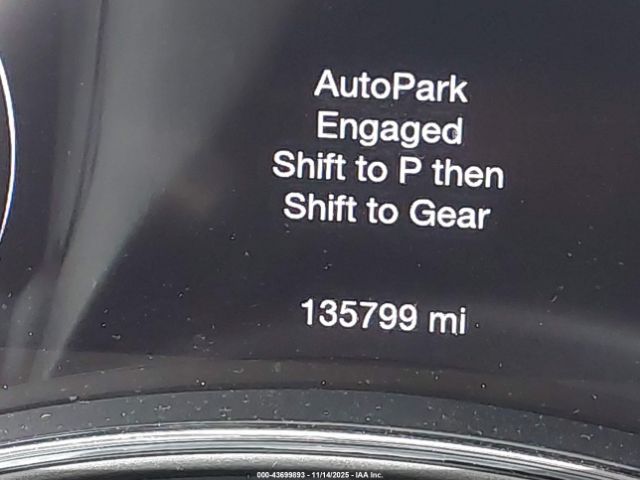 AutoPark
Engaged
Shift to P then
Shift to Gear
135799 mi
000-43699893 - 11/14/2025 - IAA Inc.